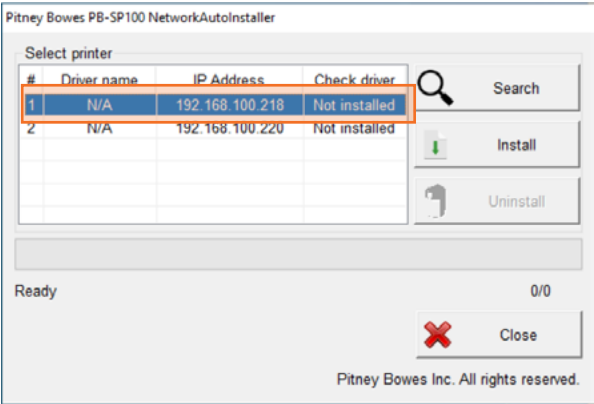 Pitney Bowes PB-SP100 NetworkAutoInstaller
Select printer
# Driver name IP Address Check driver
1 N/A 192.168.100.218 Not installed
2 N/A 192.168.100.220 Not installed
Search
Install
Uninstall
Ready 0/0
Close
Pitney Bowes Inc. All rights reserved.